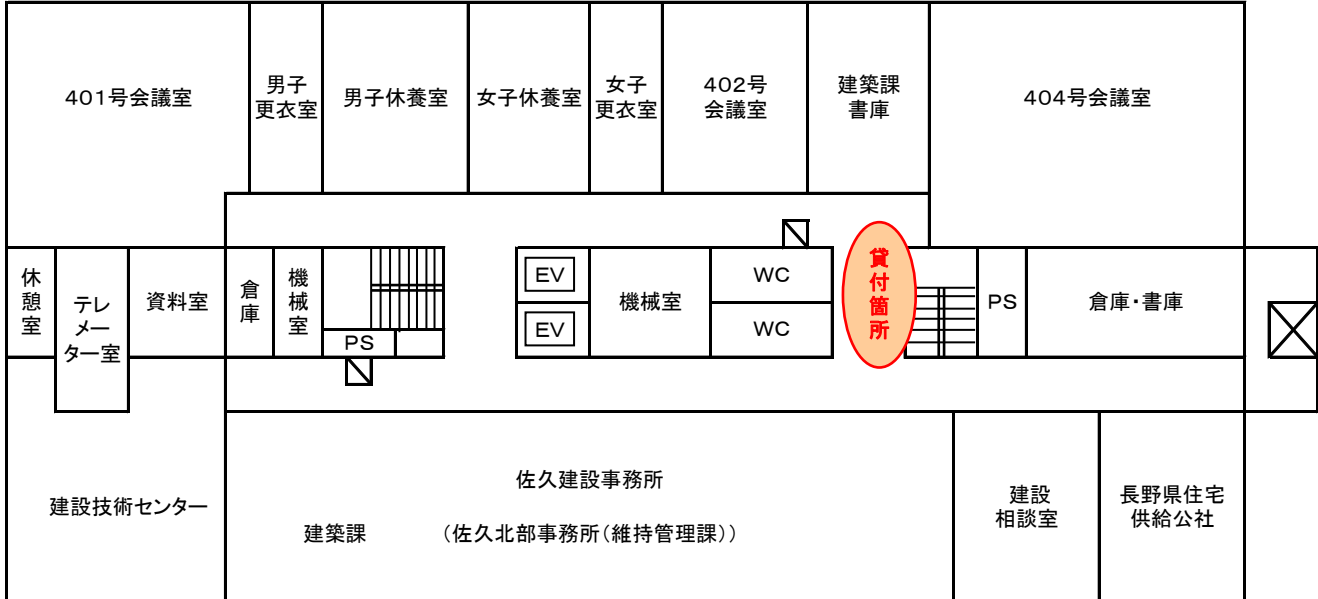 401号会議室
男子
更衣室
男子休養室
女子休養室
女子
更衣室
402号
会議室
建築課
書庫
404号会議室
休憩室
テレ
メー
ター室
資料室
倉庫
機械室
PS
EV
EV
機械室
WC
WC
貸付箇所
PS
倉庫・書庫
建設技術センター
佐久建設事務所
建築課
（佐久北部事務所（維持管理課））
建設
相談室
長野県住宅
供給公社